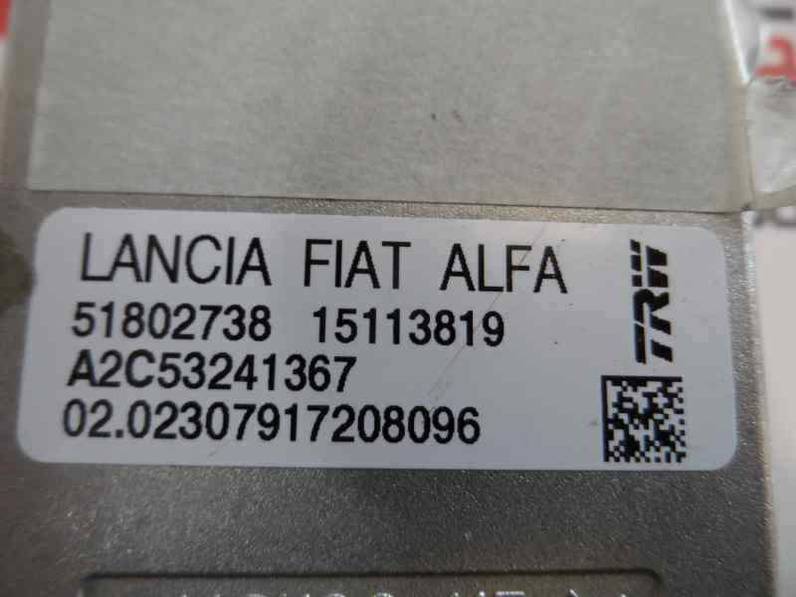 LANCIA FIAT ALFA
51802738 15113819
A2C53241367
02.02307917208096
TRW